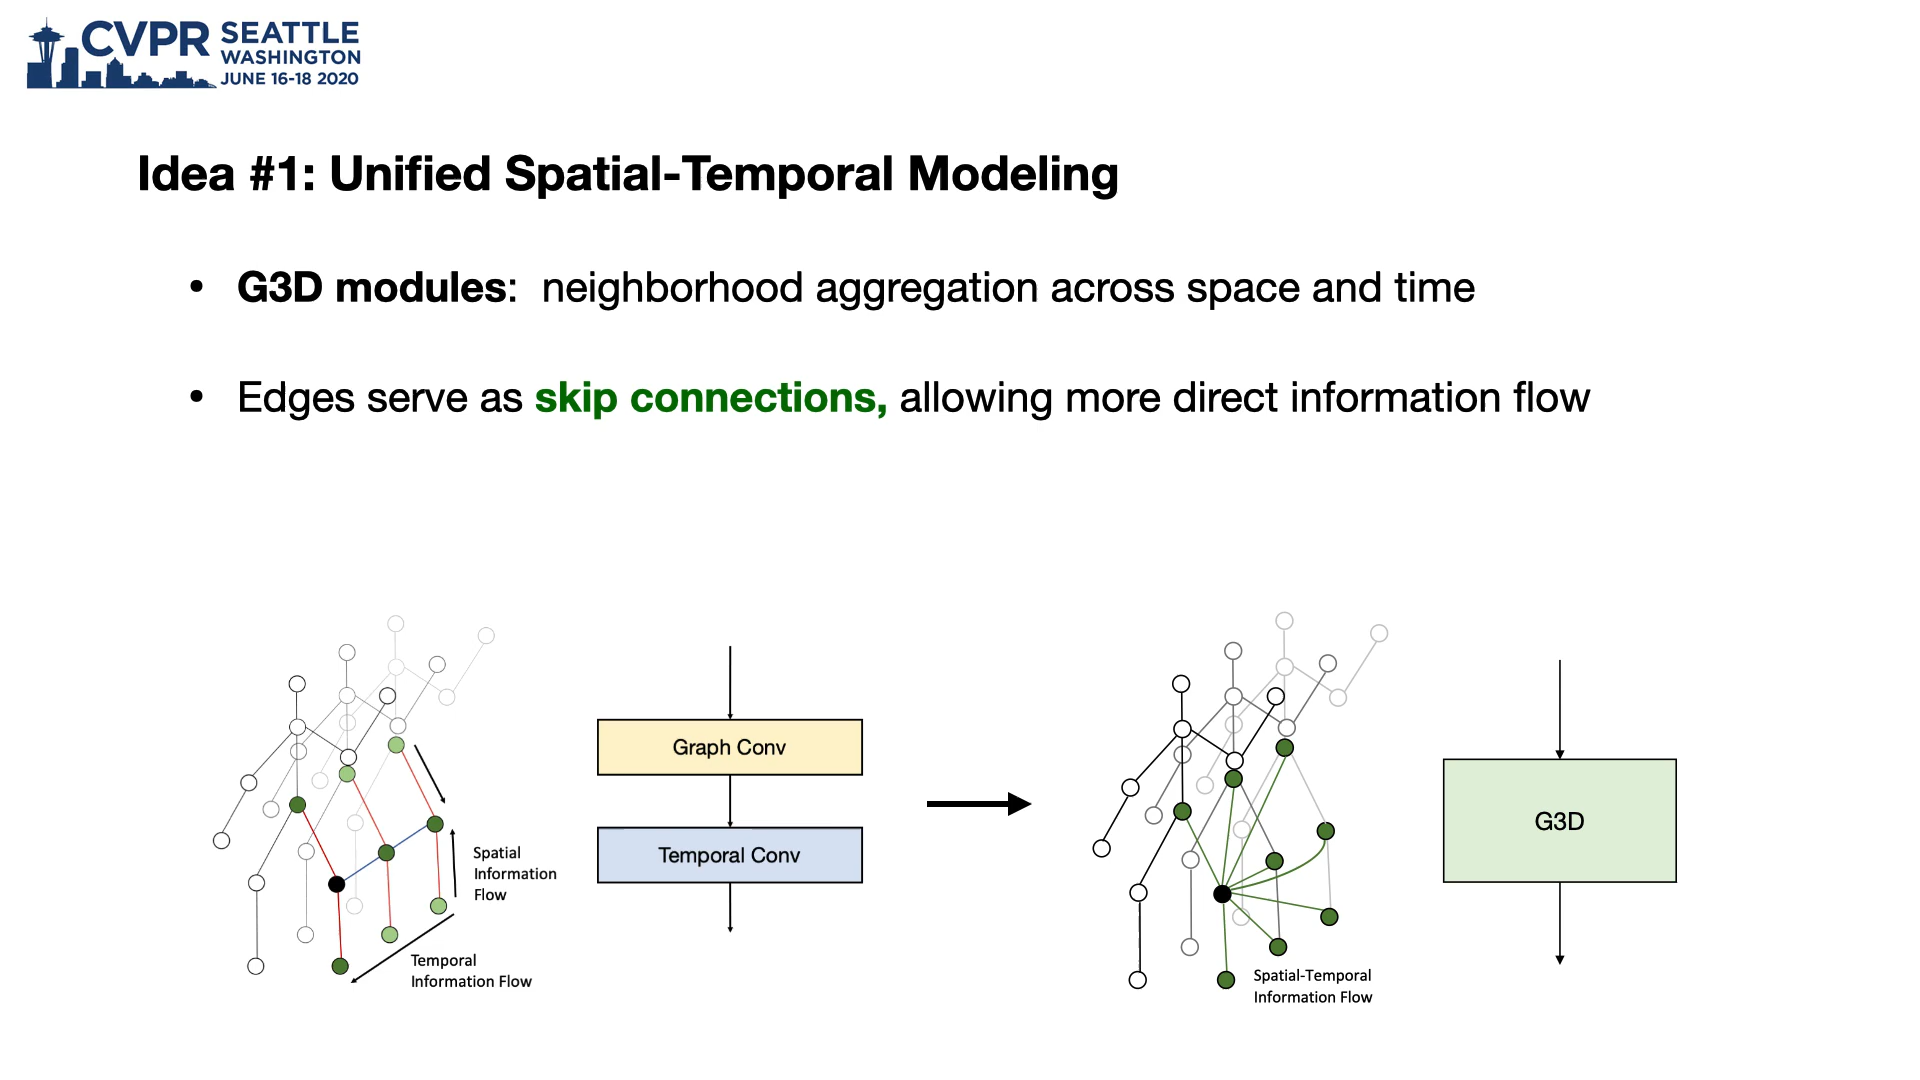 CVPR SEATTLE
WASHINGTON
JUNE 16-18 2020
Idea #1: Unified Spatial-Temporal Modeling
• G3D modules: neighborhood aggregation across space and time
• Edges serve as skip connections, allowing more direct information flow
Spatial
Information
Flow
Temporal
Information Flow
Graph Conv
Temporal Conv
Spatial-Temporal
Information Flow
G3D